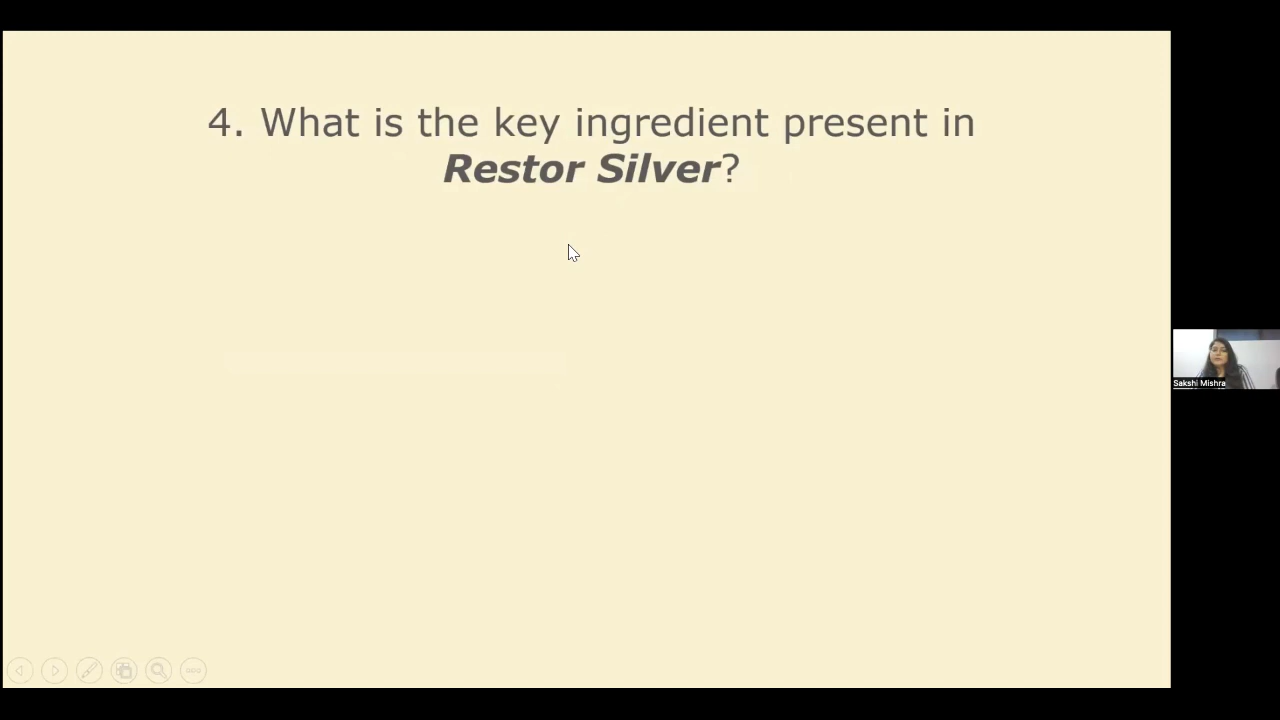 4. What is the key ingredient present in
Restor Silver?
Sakshi Mishra